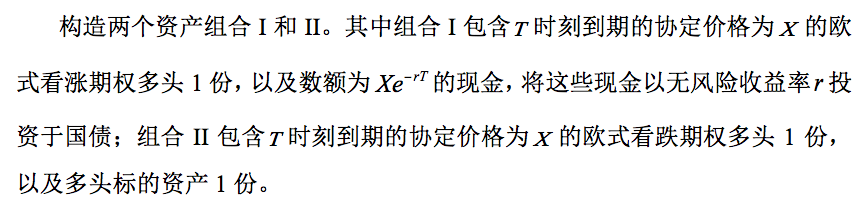 构造两个资产组合 I 和 II。其中组合 I 包含 T 时刻到期的协定价格为 X 的欧
式看涨期权多头 1 份，以及数额为 Xe^{-rT} 的现金，将这些现金以无风险收益率 r 投
资于国债；组合 II 包含 T 时刻到期的协定价格为 X 的欧式看跌期权多头 1 份，
以及多头标的资产 1 份。